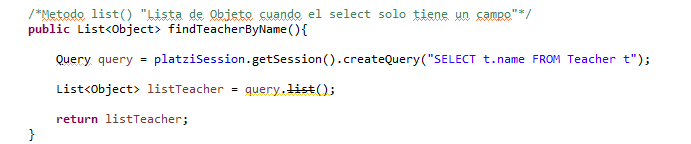 /*Metodo list() "Lista de Objeto cuando el select solo tiene un campo"*/
public List<Object> findTeacherByName(){
Query query = platziSession.getSession().createQuery("SELECT t.name FROM Teacher t");
List<Object> listTeacher = query.list();
return listTeacher;
}